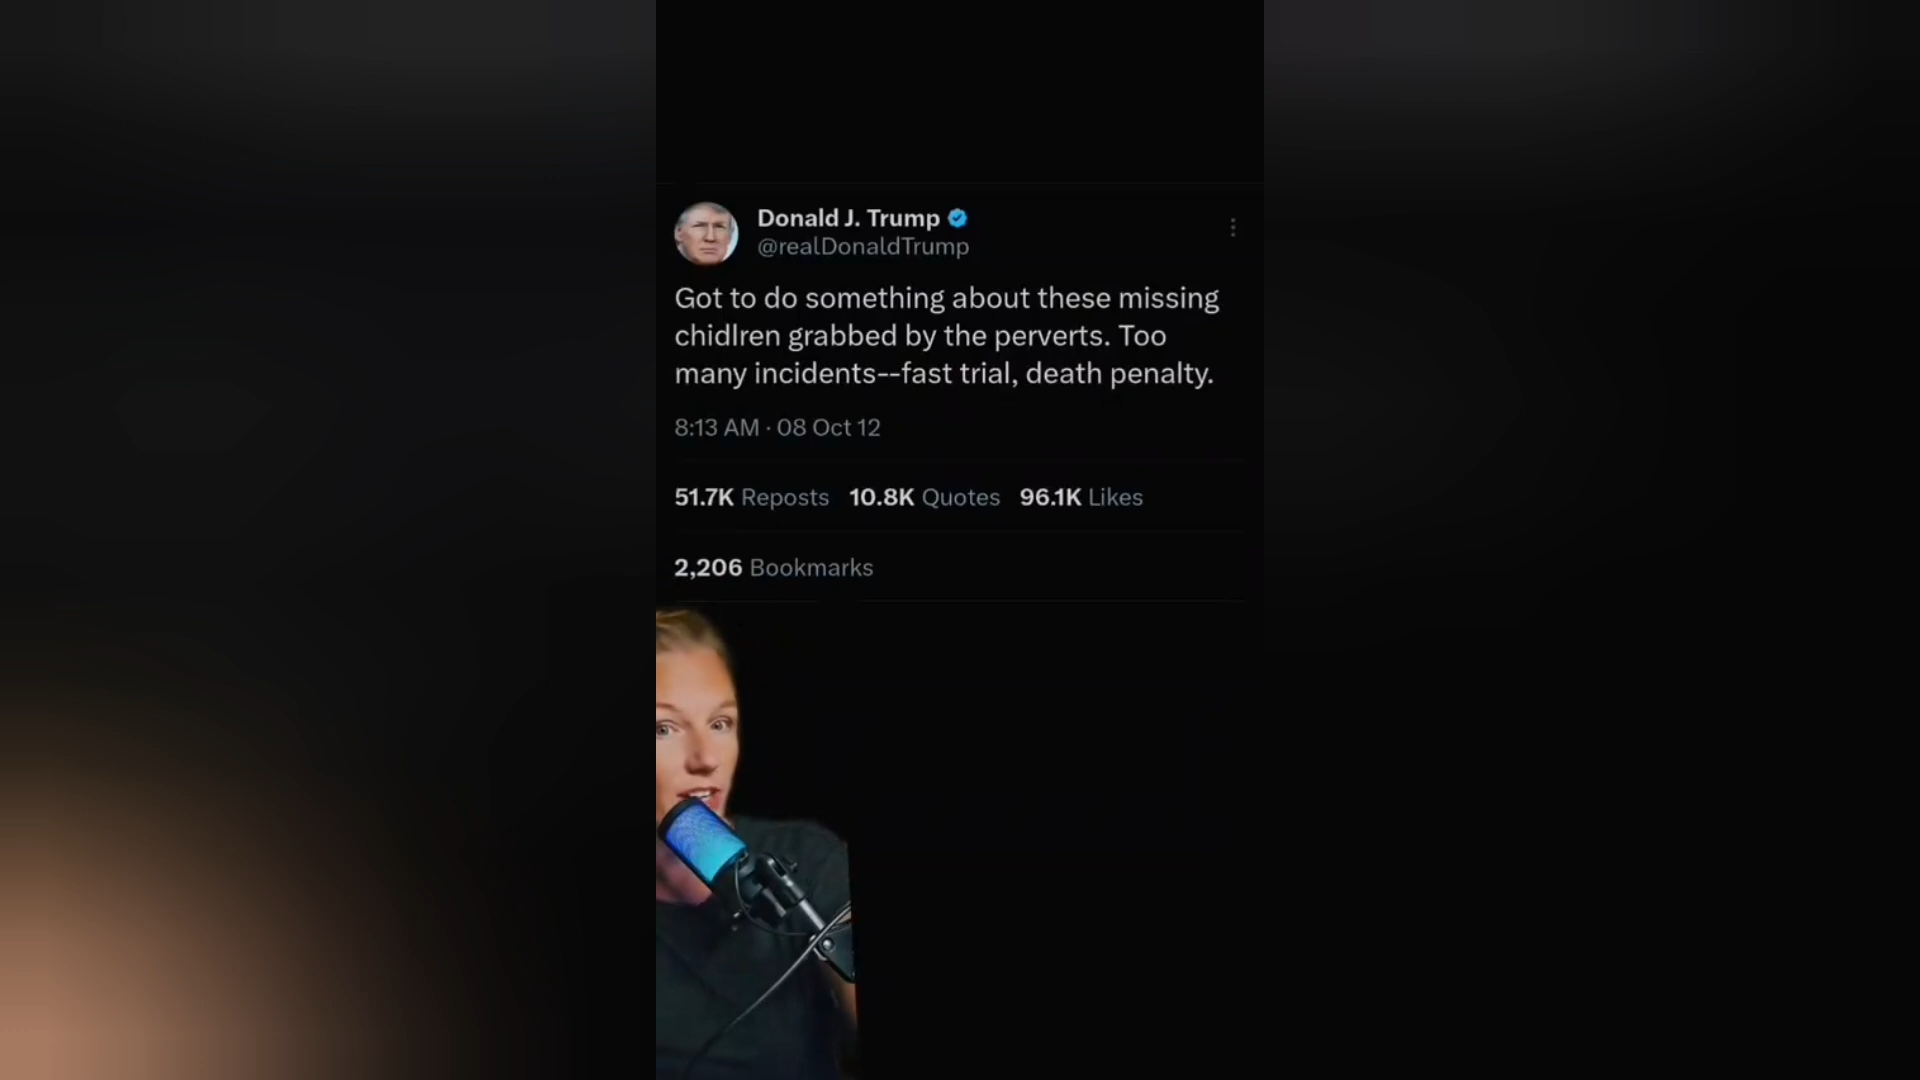 Donald J. Trump
@realDonaldTrump
Got to do something about these missing
chidlren grabbed by the perverts. Too
many incidents--fast trial, death penalty.
8:13 AM · 08 Oct 12
51.7K Reposts 10.8K Quotes 96.1K Likes
2,206 Bookmarks